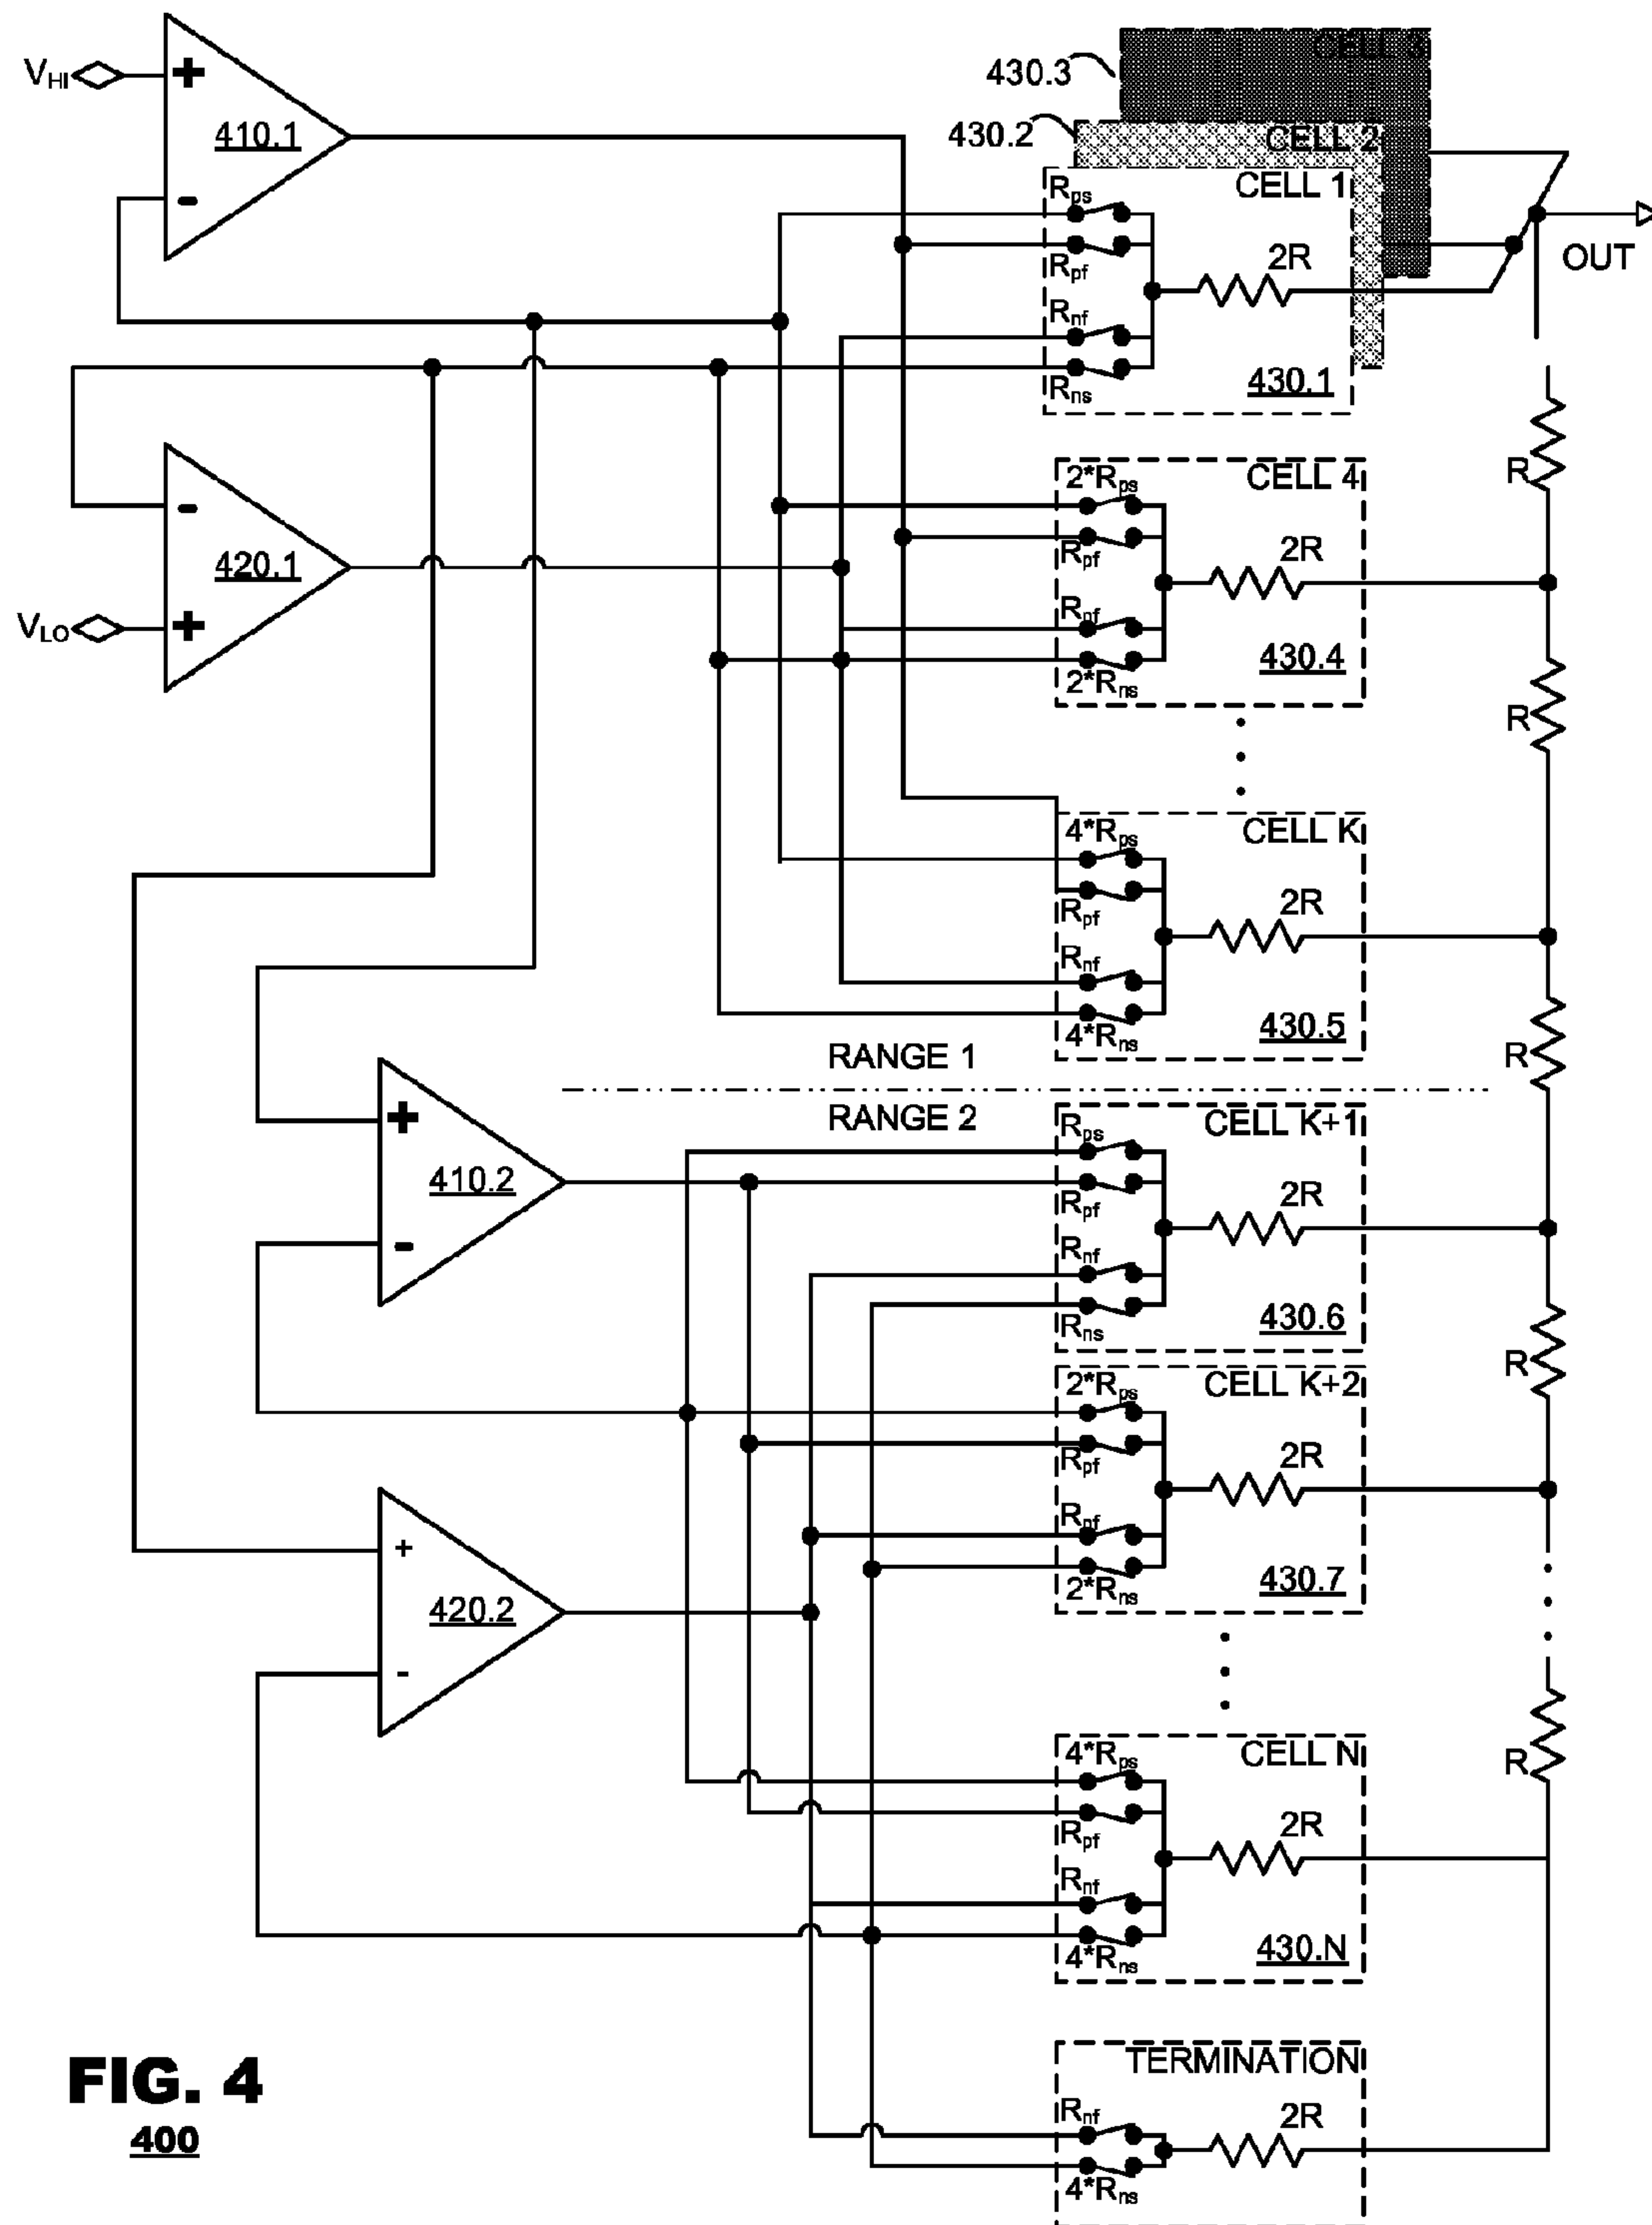 V_HI
+
410.1
-
430.3
CELL 3
430.2
CELL 2
CELL 1
R_ps
R_pf
2R
R_nf
R_ns
430.1
OUT
R
-
420.1
V_LO
+
2*R_ps
CELL 4
R_pf
2R
R_nf
430.4
2*R_ns
R
4*R_ps
CELL K
R_pf
2R
R_nf
430.5
4*R_ns
R
RANGE 1
RANGE 2
+
410.2
-
R_ps
CELL K+1
R_pf
2R
R_nf
430.6
R_ns
R
2*R_ps
CELL K+2
R_pf
2R
R_nf
430.7
2*R_ns
+
420.2
-
R
4*R_ps
CELL N
R_pf
2R
R_nf
430.N
4*R_ns
TERMINATION
R_nf
2R
4*R_ns
FIG. 4
400